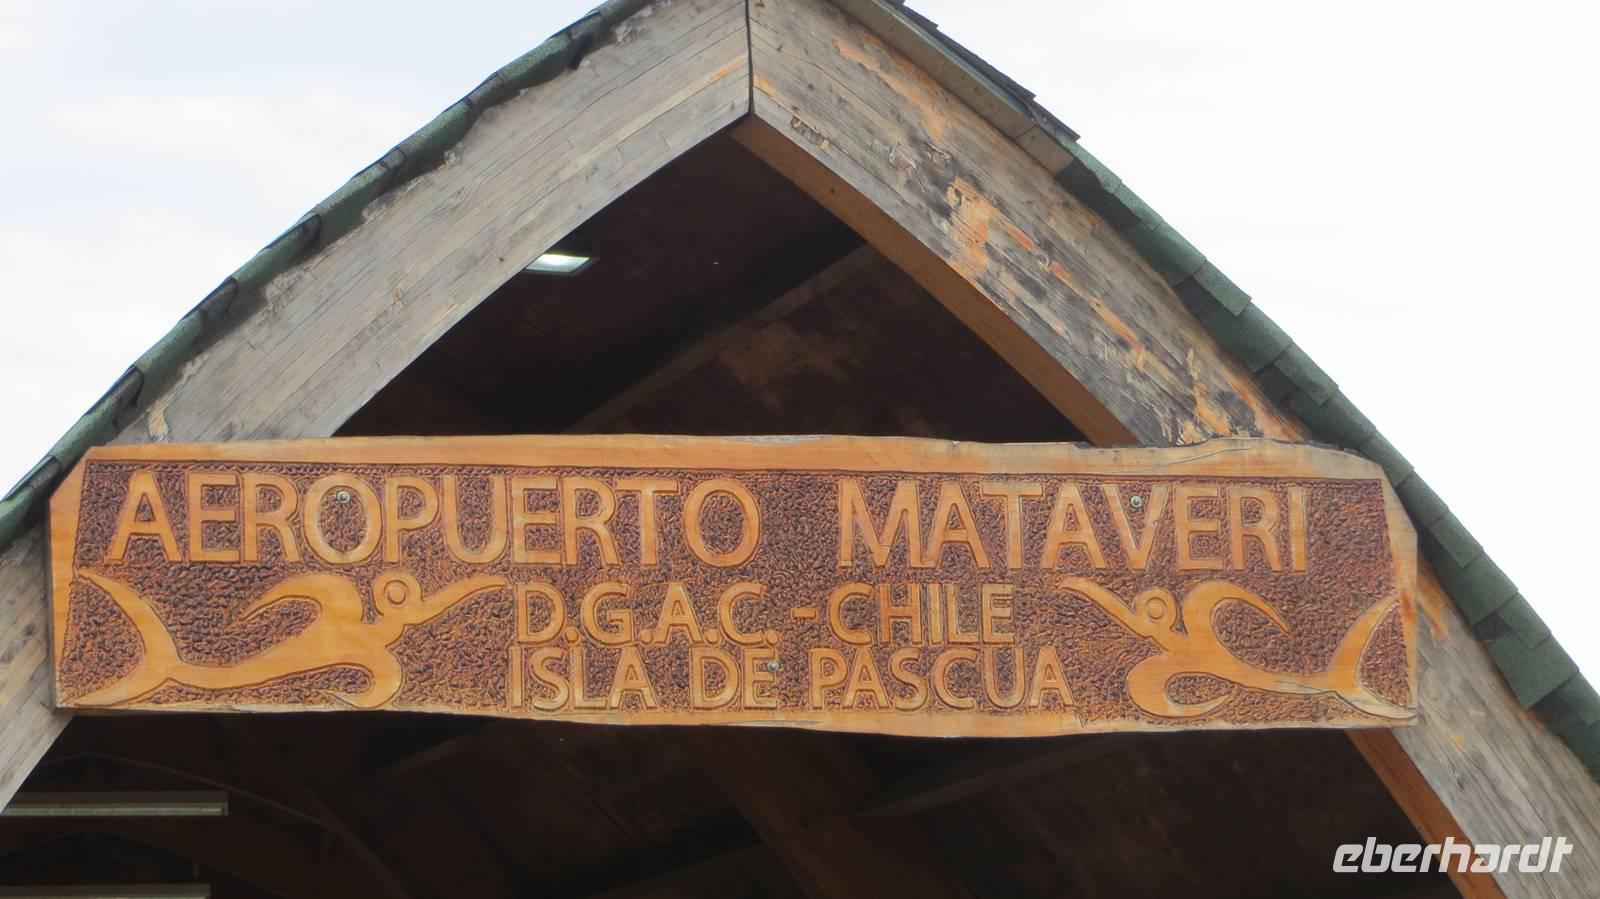 AEROPUERTO MATAVERI
D.G.A.C. - CHILE
ISLA DE PASCUA
eberhardt